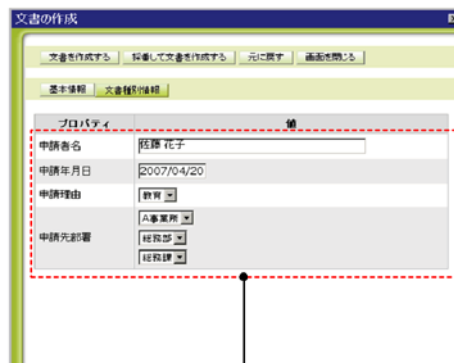 文書の作成
文書を作成する 採番して文書を作成する 元に戻す 画面を閉じる
基本情報 文書種別情報
プロパティ 値
申請者名 佐藤 花子
申請年月日 2007/04/20
申請理由 教育
申請先部署 A事業所
総務部
総務課